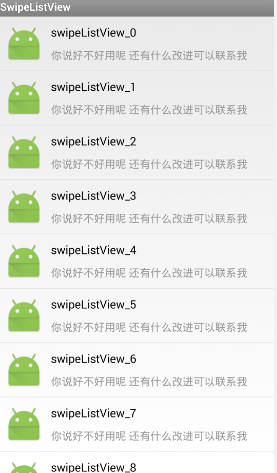 SwipeListView
swipeListView_0
你说好不好用呢 还有什么改进可以联系我
swipeListView_1
你说好不好用呢 还有什么改进可以联系我
swipeListView_2
你说好不好用呢 还有什么改进可以联系我
swipeListView_3
你说好不好用呢 还有什么改进可以联系我
swipeListView_4
你说好不好用呢 还有什么改进可以联系我
swipeListView_5
你说好不好用呢 还有什么改进可以联系我
swipeListView_6
你说好不好用呢 还有什么改进可以联系我
swipeListView_7
你说好不好用呢 还有什么改进可以联系我
swipeListView_8